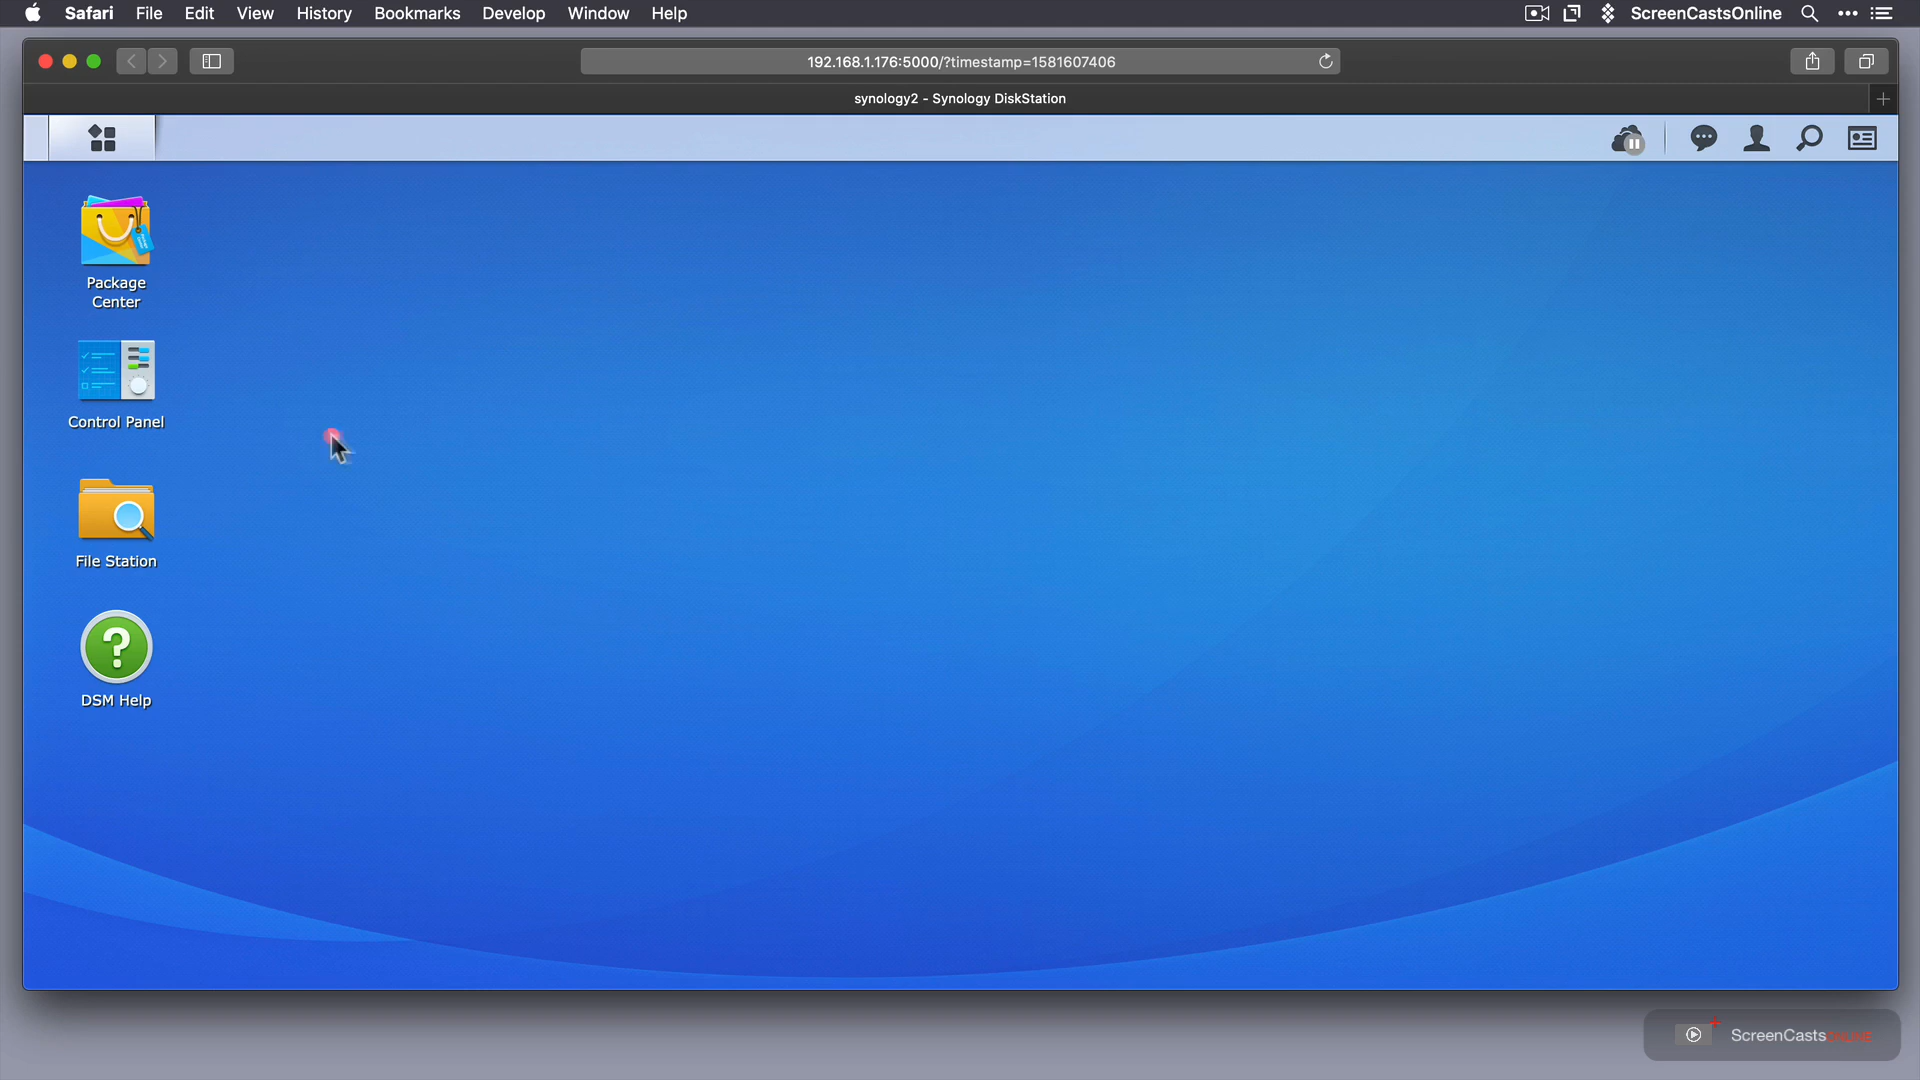 Safari File Edit View History Bookmarks Develop Window Help ScreenCastsOnline
192.168.1.176:5000/?timestamp=1581607406
synology2 - Synology DiskStation
Package
Center
Control Panel
File Station
DSM Help
ScreenCastsONLINE